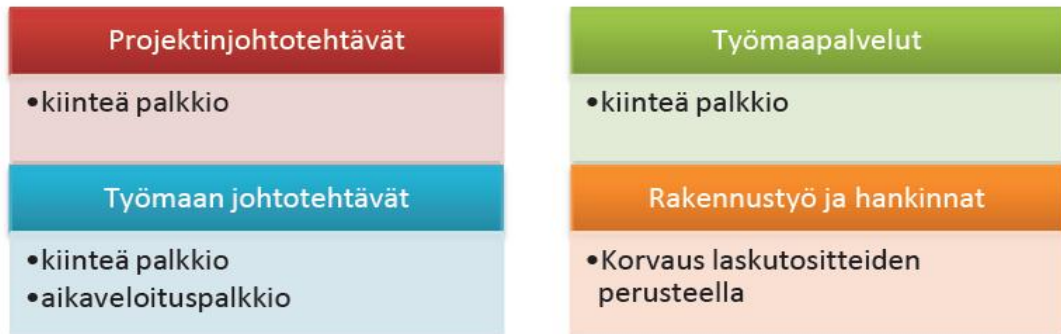 Projektinjohtotehtävät
•kiinteä palkkio
Työmaan johtotehtävät
•kiinteä palkkio
•aikaveloituspalkkio
Työmaapalvelut
•kiinteä palkkio
Rakennustyö ja hankinnat
•Korvaus laskutositteiden
perusteella